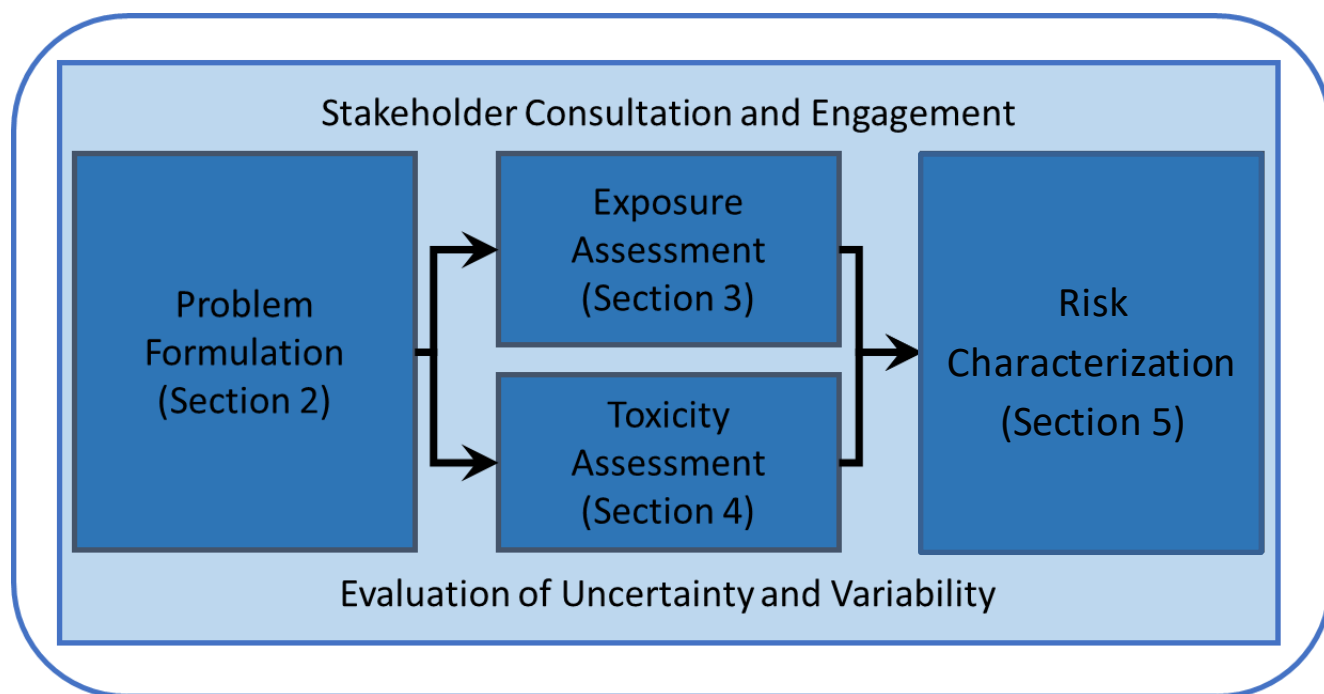 Stakeholder Consultation and Engagement
Problem
Formulation
(Section 2)
Exposure
Assessment
(Section 3)
Toxicity
Assessment
(Section 4)
Risk
Characterization
(Section 5)
Evaluation of Uncertainty and Variability